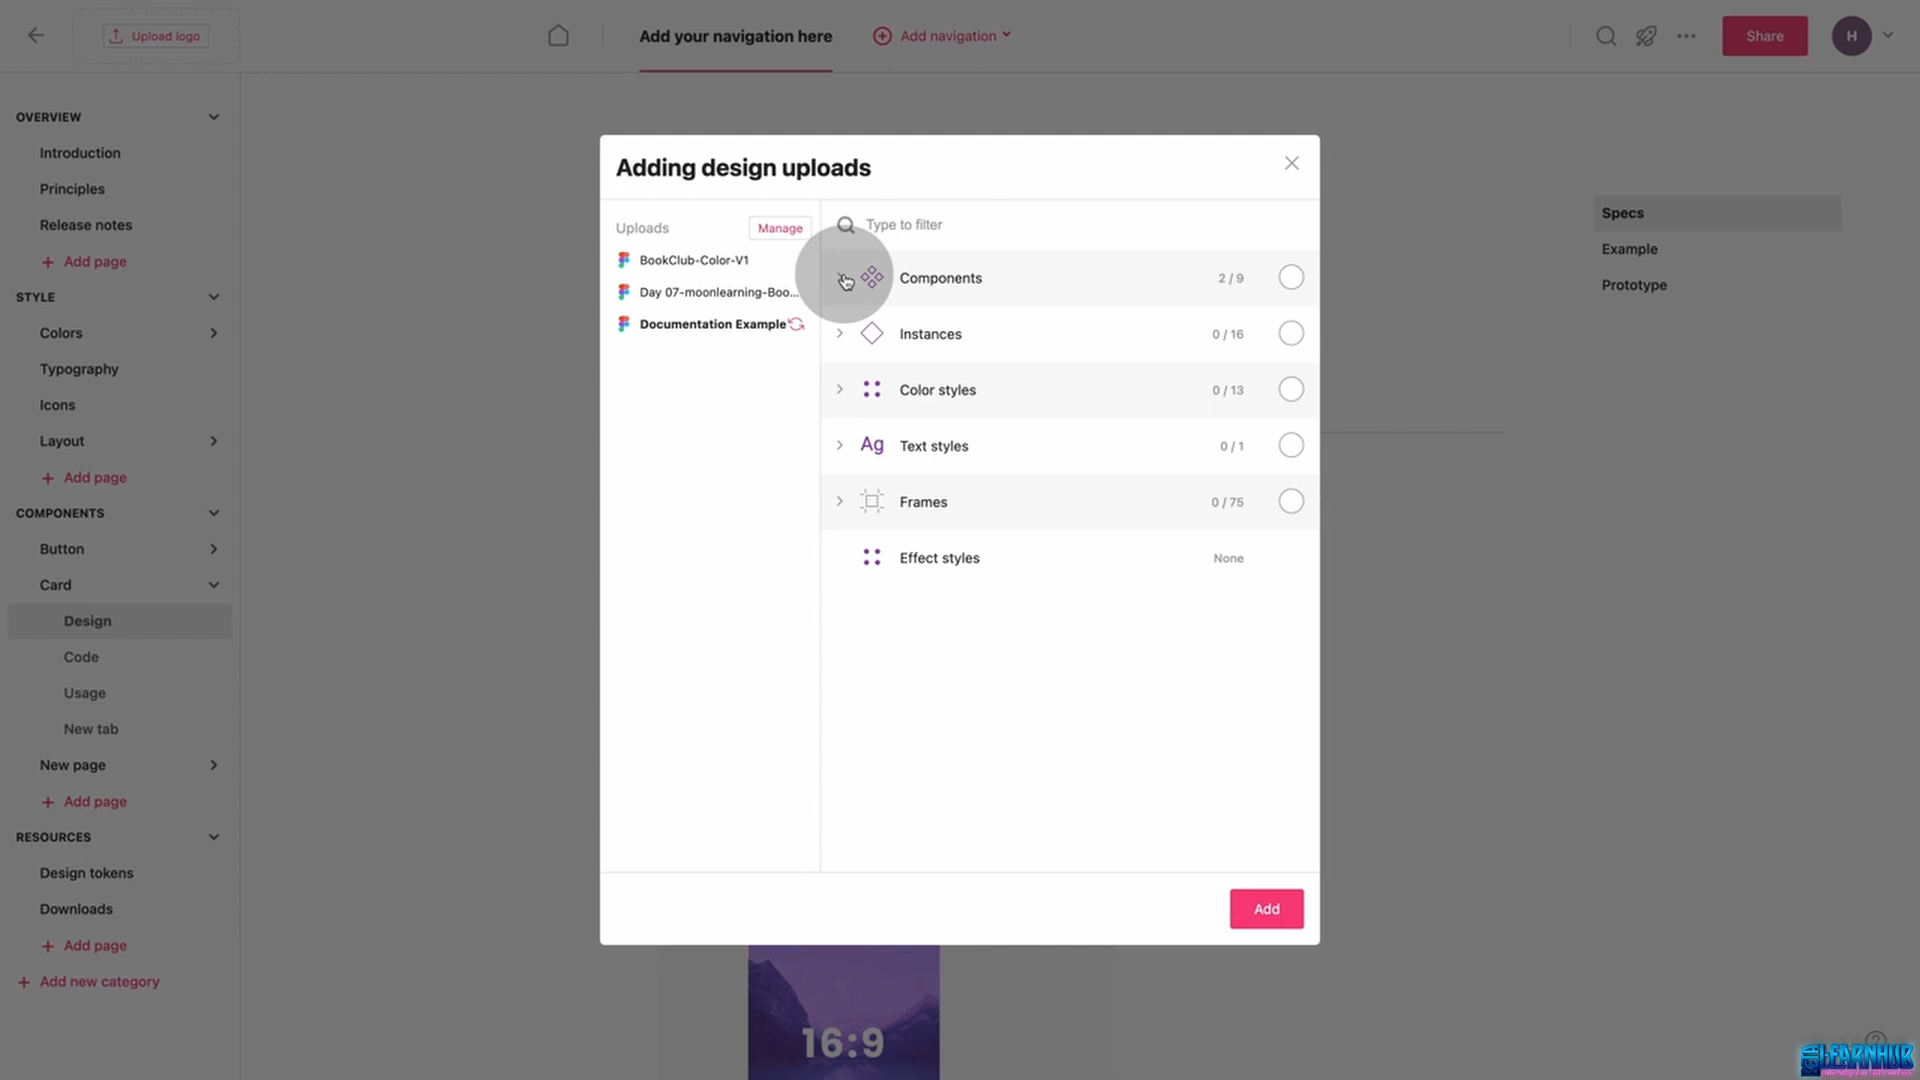 Upload logo
Add your navigation here
Add navigation
Share
H
OVERVIEW
Introduction
Principles
Release notes
Add page
STYLE
Colors
Typography
Icons
Layout
Add page
COMPONENTS
Button
Card
Design
Code
Usage
New tab
New page
Add page
RESOURCES
Design tokens
Downloads
Add page
Add new category
Adding design uploads
Uploads
Manage
BookClub-Color-V1
Day 07-moonlearning-Boo...
Documentation Example
Type to filter
Components 2 / 9
Instances 0 / 16
Color styles 0 / 13
Ag Text styles 0 / 1
Frames 0 / 75
Effect styles None
Add
Specs
Example
Prototype
16:9